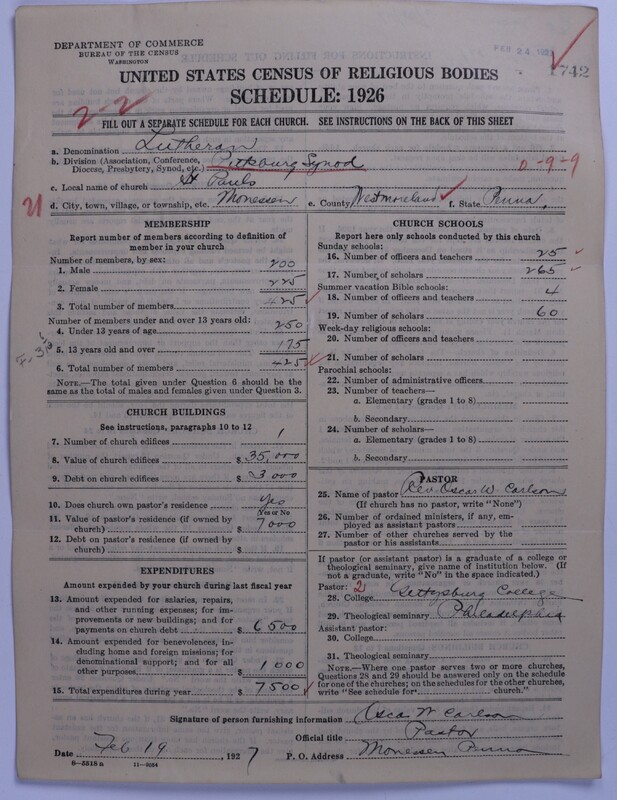 DEPARTMENT OF COMMERCE
BUREAU OF THE CENSUS
WASHINGTON
FEB 24 1927
1742
UNITED STATES CENSUS OF RELIGIOUS BODIES
SCHEDULE: 1926
2-2
FILL OUT A SEPARATE SCHEDULE FOR EACH CHURCH. SEE INSTRUCTIONS ON THE BACK OF THIS SHEET
a. Denomination Lutheran
b. Division (Association, Conference,
Diocese, Presbytery, Synod, etc.) Pittsburg Synod
0-9-9
c. Local name of church St Pauls
d. City, town, village, or township, etc. Monessen e. County Westmoreland f. State Penna.
MEMBERSHIP
Report number of members according to definition of
member in your church
Number of members, by sex:
1. Male 200
2. Female 225
3. Total number of members 425
Number of members under and over 13 years old:
4. Under 13 years of age 250
5. 13 years old and over 175
6. Total number of members 425
NOTE.—The total given under Question 6 should be the
same as the total of males and females given under Question 3.
CHURCH BUILDINGS
See instructions, paragraphs 10 to 12
7. Number of church edifices 1
8. Value of church edifices $ 35,000
9. Debt on church edifices $ 3000
10. Does church own pastor's residence yes
Yes or No
11. Value of pastor's residence (if owned by
church) $ 7000
12. Debt on pastor's residence (if owned by
church) $
EXPENDITURES
Amount expended by your church during last fiscal year
13. Amount expended for salaries, repairs,
and other running expenses; for im-
provements or new buildings; and for
payments on church debt $ 6500
14. Amount expended for benevolences, in-
cluding home and foreign missions; for
denominational support; and for all
other purposes $ 1000
15. Total expenditures during year $ 7500
CHURCH SCHOOLS
Report here only schools conducted by this church
Sunday schools:
16. Number of officers and teachers 25
17. Number of scholars 265
Summer vacation Bible schools:
18. Number of officers and teachers 4
19. Number of scholars 60
Week-day religious schools:
20. Number of officers and teachers
21. Number of scholars
Parochial schools:
22. Number of administrative officers
23. Number of teachers—
a. Elementary (grades 1 to 8)
b. Secondary
24. Number of scholars—
a. Elementary (grades 1 to 8)
b. Secondary
PASTOR
25. Name of pastor Rev. Oscar W Carlson
(If church has no pastor, write "None")
26. Number of ordained ministers, if any, em-
ployed as assistant pastors
27. Number of other churches served by the
pastor or his assistants
If pastor (or assistant pastor) is a graduate of a college or
theological seminary, give name of institution below. (If
not a graduate, write "No" in the space indicated.)
Pastor: 2
28. College Gettysburg College
29. Theological seminary Philadelphia
Assistant pastor:
30. College
31. Theological seminary
NOTE.—Where one pastor serves two or more churches,
Questions 28 and 29 should be answered only on the schedule
for one of the churches; on the schedules for the other churches,
write "See schedule for church."
Signature of person furnishing information Oscar W Carlson
Official title Pastor
Date Feb 19, 1927 P. O. Address Monessen Penna
8-5518 a 11-9034